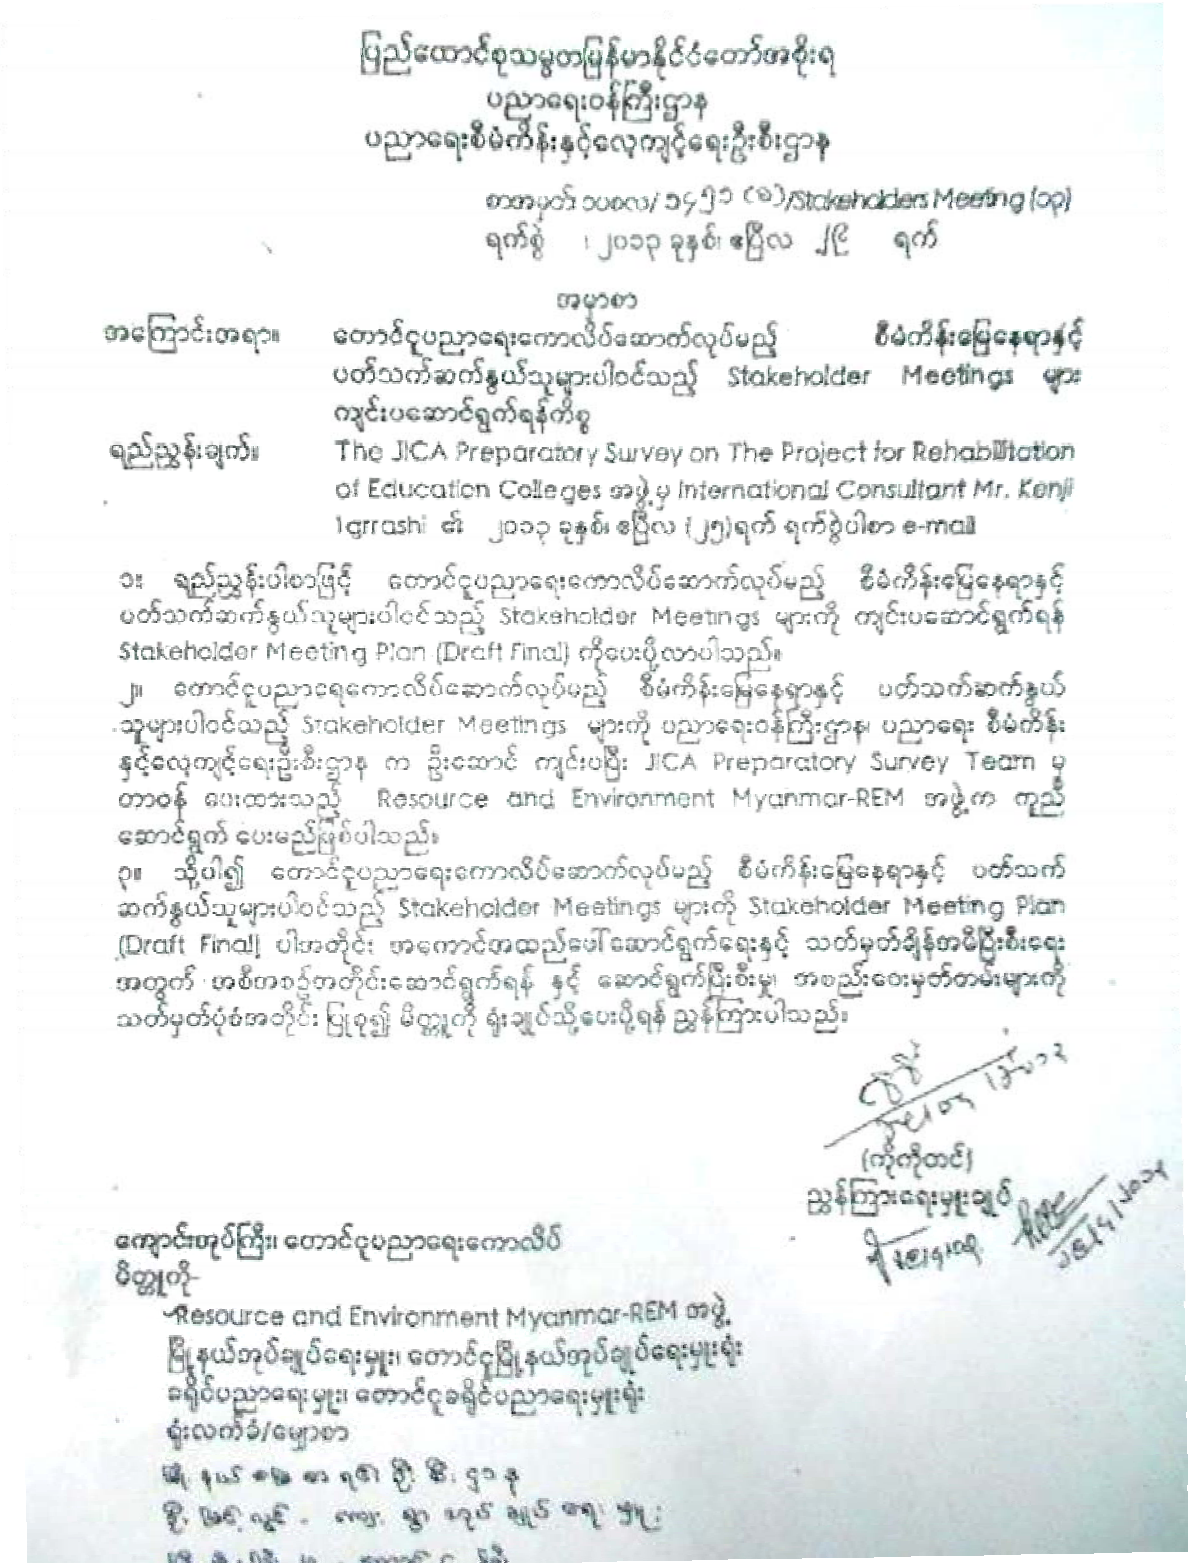 ပြည်ထောင်စုသမ္မတမြန်မာနိုင်ငံတော်အစိုးရ
ပညာရေးဝန်ကြီးဌာန
ပညာရေးစီမံကိန်းနှင့်လေ့ကျင့်ရေးဦးစီးဌာန
စာအမှတ်၊ ၁ပစလ/ ၁၄၅၁ (၈)/Stakeholders Meeting (၁၃)
ရက်စွဲ ၊ ၂၀၁၃ ခုနှစ်၊ ဧပြီလ ၂၉ ရက်
အမှာစာ
အကြောင်းအရာ။ တောင်ငူပညာရေးကောလိပ်ဆောက်လုပ်မည့် စီမံကိန်းမြေနေရာနှင့်
ပတ်သက်ဆက်နွယ်သူများပါဝင်သည့် Stakeholder Meetings များ
ကျင်းပဆောင်ရွက်ရန်ကိစ္စ
ရည်ညွှန်းချက်။ The JICA Preparatory Survey on The Project for Rehabilitation
of Education Colleges အဖွဲ့မှ International Consultant Mr. Kenji
Igrrashi ၏ ၂၀၁၃ ခုနှစ်၊ ဧပြီလ (၂၅)ရက် ရက်စွဲပါစာ e-mail
၁။ ရည်ညွှန်းပါစာဖြင့် တောင်ငူပညာရေးကောလိပ်ဆောက်လုပ်မည့် စီမံကိန်းမြေနေရာနှင့်
ပတ်သက်ဆက်နွယ်သူများပါဝင်သည့် Stakeholder Meetings များကို ကျင်းပဆောင်ရွက်ရန်
Stakeholder Meeting Plan (Draft Final) ကိုပေးပို့လာပါသည်။
၂။ တောင်ငူပညာရေကောလိပ်ဆောက်လုပ်မည့် စီမံကိန်းမြေနေရာနှင့် ပတ်သက်ဆက်နွယ်
သူများပါဝင်သည့် Stakeholder Meetings များကို ပညာရေးဝန်ကြီးဌာန၊ ပညာရေး စီမံကိန်း
နှင့်လေ့ကျင့်ရေးဦးစီးဌာန က ဦးဆောင် ကျင်းပပြီး JICA Preparatory Survey Team မှ
တာဝန် ပေးထားသည့် Resource and Environment Myanmar-REM အဖွဲ့က ကူညီ
ဆောင်ရွက် ပေးမည်ဖြစ်ပါသည်။
၃။ သို့ပါ၍ တောင်ငူပညာရေးကောလိပ်ဆောက်လုပ်မည့် စီမံကိန်းမြေနေရာနှင့် ပတ်သက်
ဆက်နွယ်သူများပါဝင်သည့် Stakeholder Meetings များကို Stakeholder Meeting Plan
(Draft Final) ပါအတိုင်း အကောင်အထည်ဖေါ်ဆောင်ရွက်ရေးနှင့် သတ်မှတ်ချိန်အမီပြီးစီးရေး
အတွက် အစီအစဉ်အတိုင်းဆောင်ရွက်ရန် နှင့် ဆောင်ရွက်ပြီးစီးမှု၊ အစည်းဝေးမှတ်တမ်းများကို
သတ်မှတ်ပုံစံအတိုင်း ပြုစု၍ မိတ္တူကို ရုံးချုပ်သို့ပေးပို့ရန် ညွှန်ကြားပါသည်။
(ကိုကိုတင်)
ညွှန်ကြားရေးမှူးချုပ်
ကျောင်းအုပ်ကြီး၊ တောင်ငူပညာရေးကောလိပ်
မိတ္တူကို-
Resource and Environment Myanmar-REM အဖွဲ့
မြို့နယ်အုပ်ချုပ်ရေးမှူး၊ တောင်ငူမြို့နယ်အုပ်ချုပ်ရေးမှူးရုံး
ခရိုင်ပညာရေးမှူး၊ တောင်ငူခရိုင်ပညာရေးမှူးရုံး
ရုံးလက်ခံ/မျှောစာ
မြို့နယ်မြေစာရင်းဦးစီးဌာန